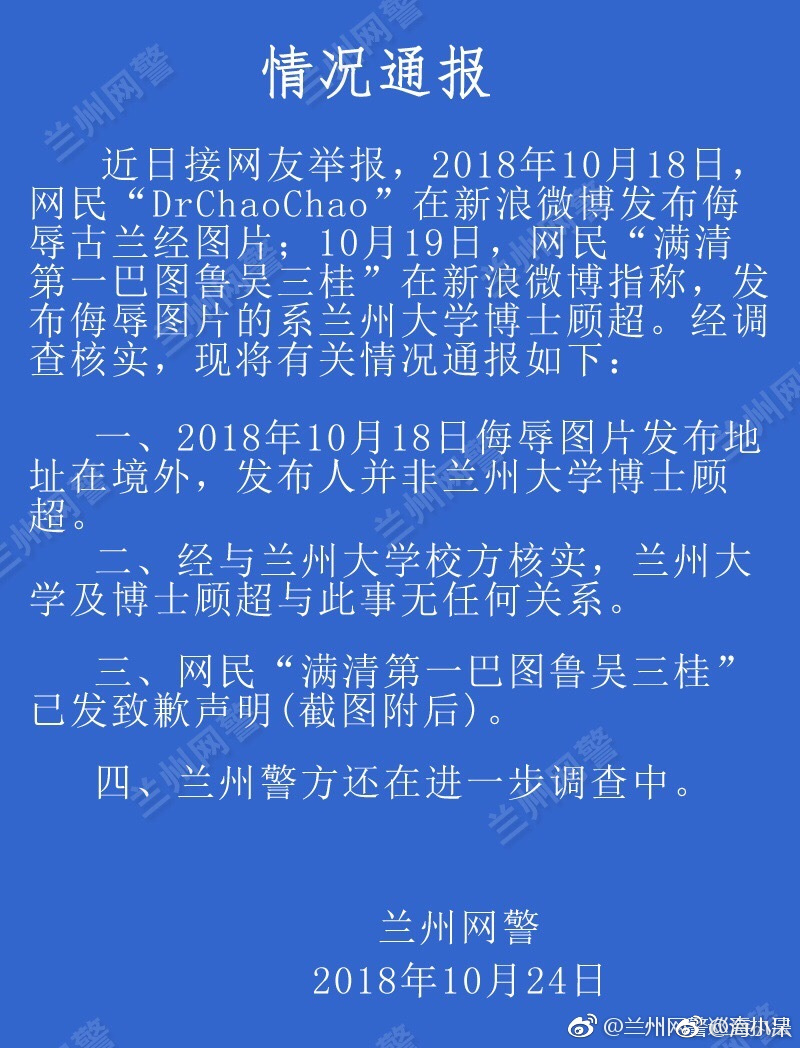 情况通报
近日接网友举报，2018年10月18日，
网民“DrChaoChao”在新浪微博发布侮
辱古兰经图片；10月19日，网民“满清
第一巴图鲁吴三桂”在新浪微博指称，发
布侮辱图片的系兰州大学博士顾超。经调
查核实，现将有关情况通报如下：
一、2018年10月18日侮辱图片发布地
址在境外，发布人并非兰州大学博士顾
超。
二、经与兰州大学校方核实，兰州大
学及博士顾超与此事无任何关系。
三、网民“满清第一巴图鲁吴三桂”
已发致歉声明(截图附后)。
四、兰州警方还在进一步调查中。
兰州网警
2018年10月24日
@兰州网警